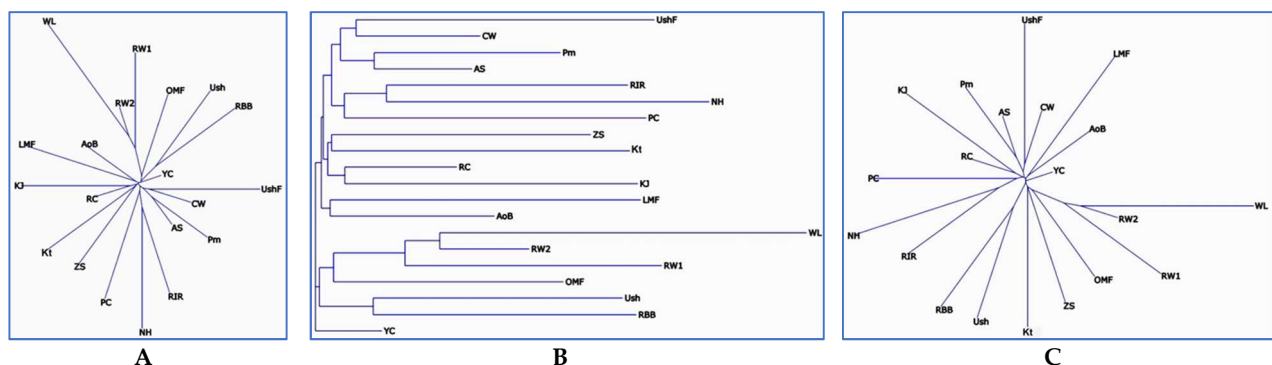 WL
RW1
RW2
OMF
Ush
RBB
LMF
AoB
YC
KJ
UshF
RC
CW
AS
Pm
Kt
ZS
PC
RIR
NH
A
UshF
CW
Pm
AS
RIR
NH
PC
ZS
Kt
RC
KJ
LMF
AoB
WL
RW2
RW1
OMF
Ush
RBB
YC
B
UshF
LMF
KJ
Pm
AS
CW
AoB
RC
YC
PC
WL
RW2
NH
RIR
RW1
OMF
RBB
ZS
Ush
Kt
C